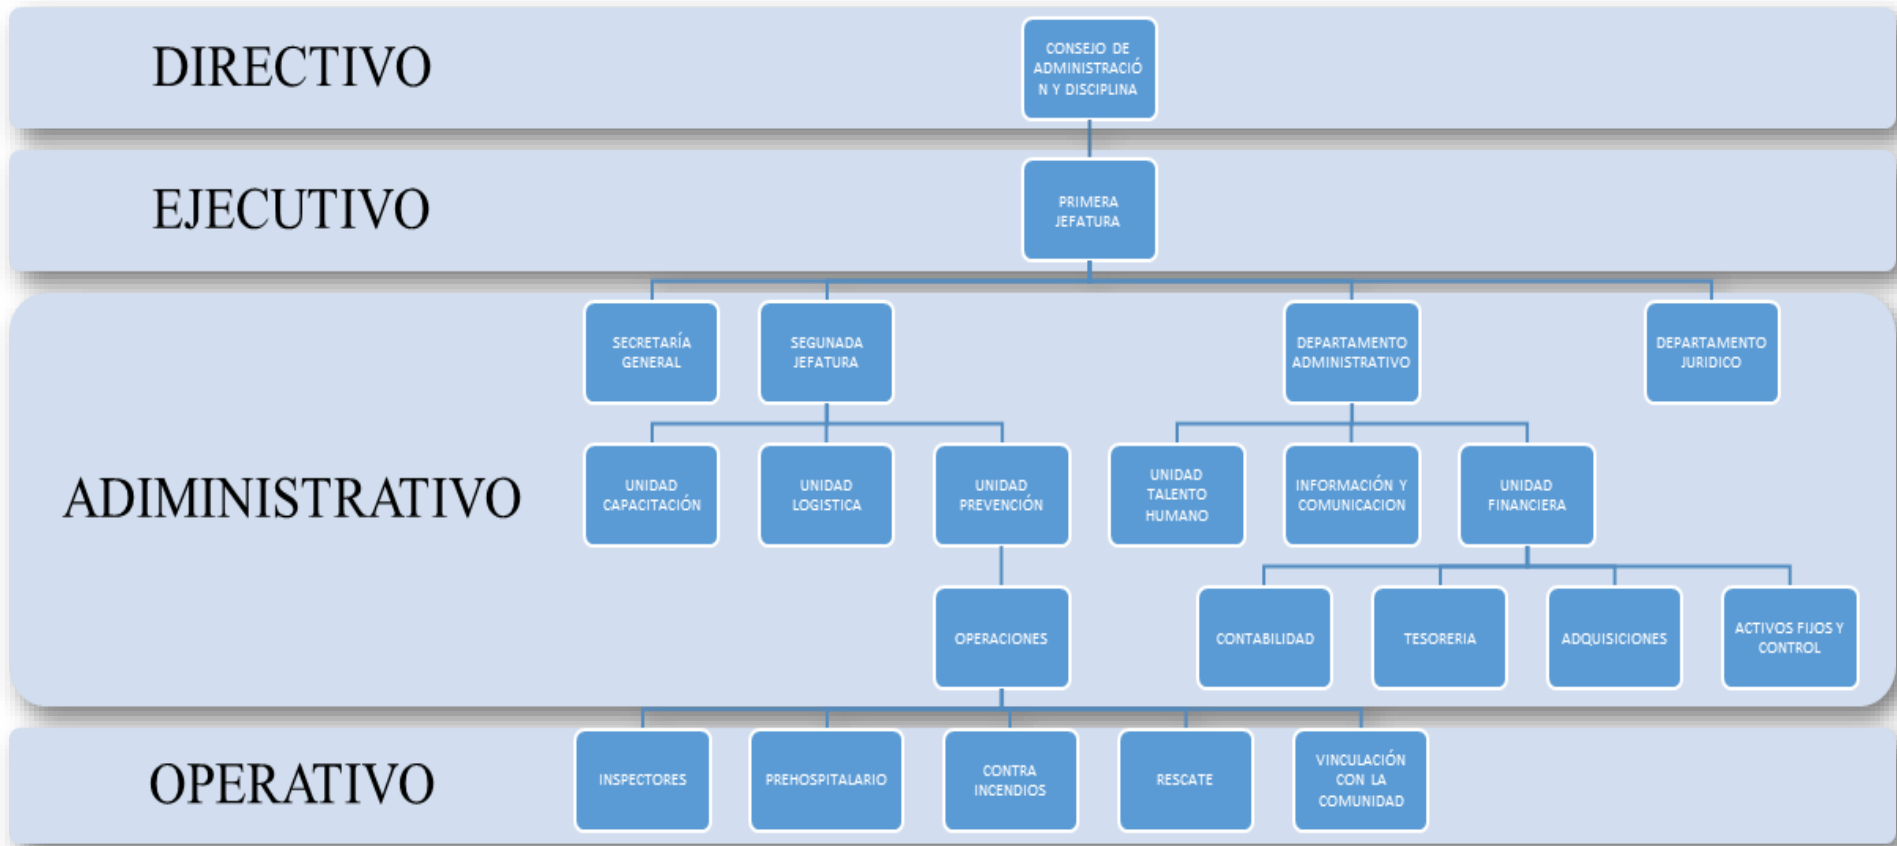 DIRECTIVO
CONSEJO DE
ADMINISTRACIÓ
N Y DISCIPLINA
EJECUTIVO
PRIMERA
JEFATURA
SECRETARÍA
GENERAL
SEGUNADA
JEFATURA
DEPARTAMENTO
ADMINISTRATIVO
DEPARTAMENTO
JURIDICO
ADIMINISTRATIVO
UNIDAD
CAPACITACIÓN
UNIDAD
LOGISTICA
UNIDAD
PREVENCIÓN
UNIDAD
TALENTO
HUMANO
INFORMACIÓN Y
COMUNICACION
UNIDAD
FINANCIERA
OPERACIONES
CONTABILIDAD
TESORERIA
ADQUISICIONES
ACTIVOS FIJOS Y
CONTROL
OPERATIVO
INSPECTORES
PREHOSPITALARIO
CONTRA
INCENDIOS
RESCATE
VINCULACIÓN
CON LA
COMUNIDAD